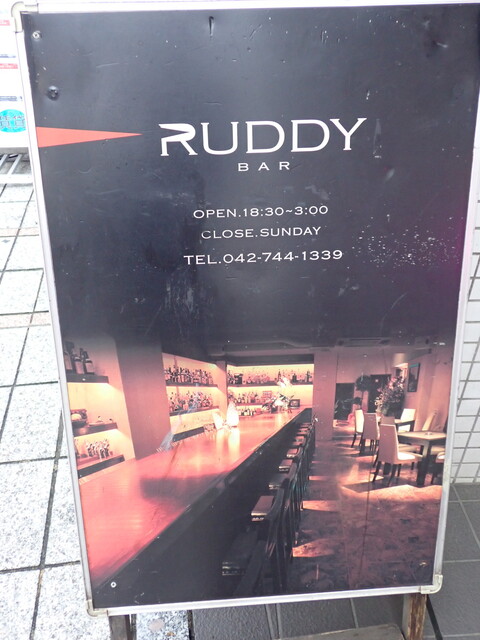 RUDDY
BAR
OPEN.18:30~3:00
CLOSE.SUNDAY
TEL.042-744-1339